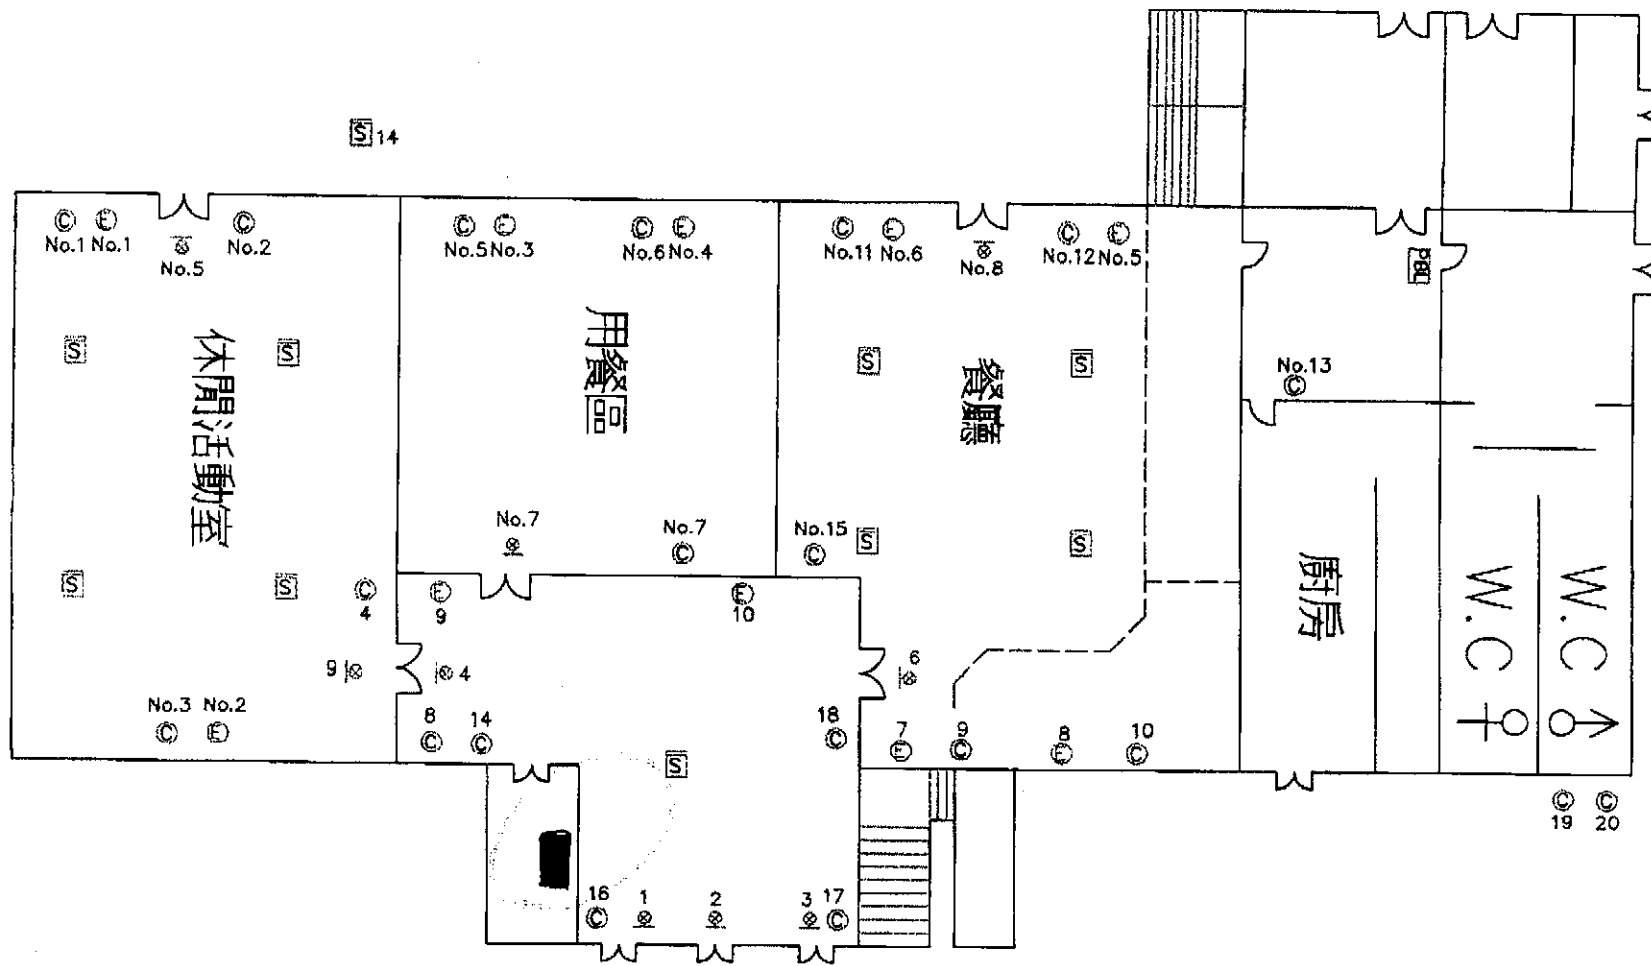 S 14
C E C
No.1 No.1 No.2
No.5
C E C E
No.5 No.3 No.6 No.4
C E C E
No.11 No.6 No.12 No.5
No.8
PBL
S S
S S
No.13
C
休閒活動室
用餐區
餐廳
廚房
W.C
W.C
No.7
No.7
C
No.15
C
S S
S S
C
4
E
9
E
10
9
4
6
No.3 No.2
C E
8 14
C C
18
C
7 9 8 10
E C E C
S
C C
19 20
16 1 2 3 17
C C